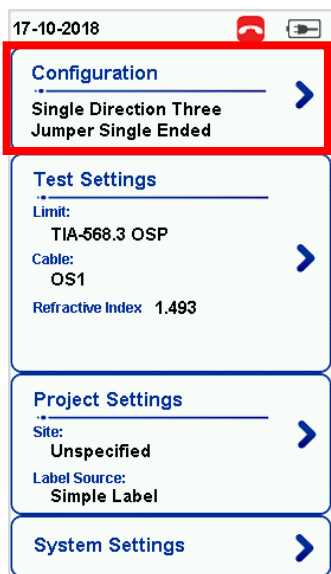 17-10-2018
Configuration
Single Direction Three
Jumper Single Ended
Test Settings
Limit:
TIA-568.3 OSP
Cable:
OS1
Refractive Index 1.493
Project Settings
Site:
Unspecified
Label Source:
Simple Label
System Settings